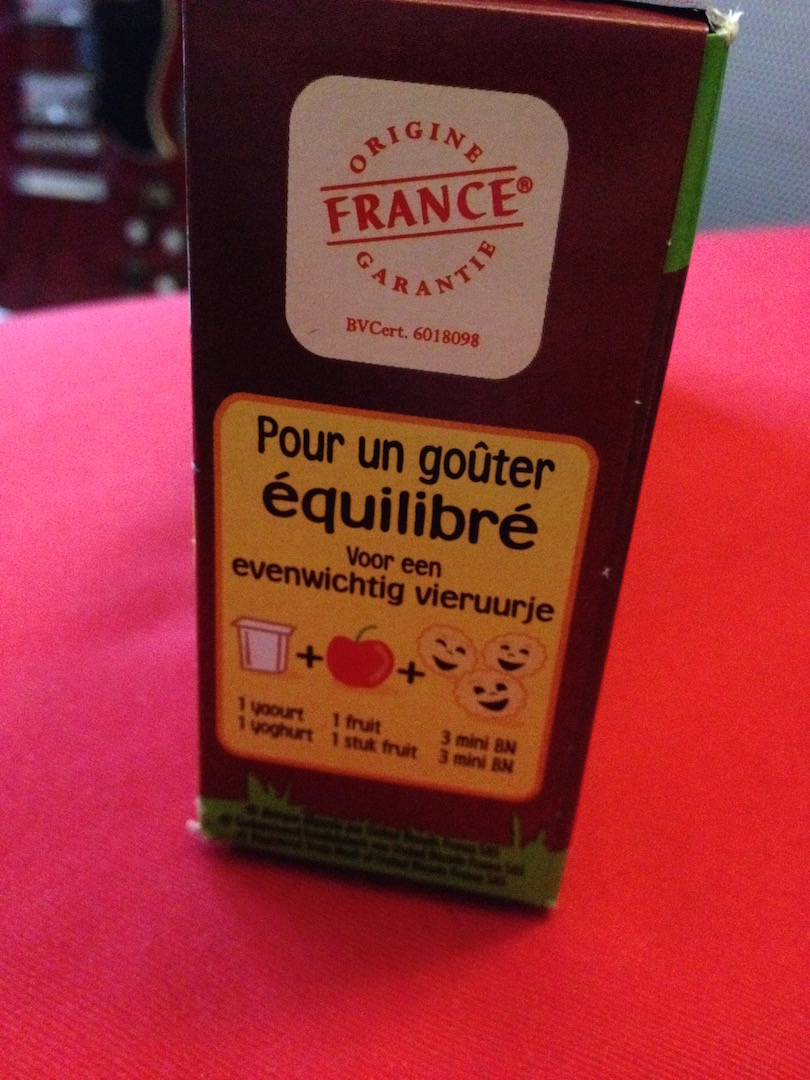 ORIGINE
FRANCE®
GARANTIE
BVCert. 6018098
Pour un goûter
équilibré
Voor een
evenwichtig vieruurje
+ +
1 yaourt 1 fruit 3 mini BN
1 yoghurt 1 stuk fruit 3 mini BN